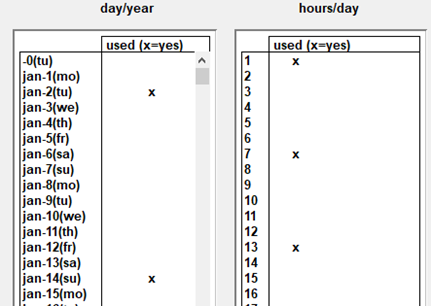 day/year
used (x=yes)
-0(tu)
jan-1(mo)
jan-2(tu) x
jan-3(we)
jan-4(th)
jan-5(fr)
jan-6(sa)
jan-7(su)
jan-8(mo)
jan-9(tu)
jan-10(we)
jan-11(th)
jan-12(fr)
jan-13(sa)
jan-14(su) x
jan-15(mo)
hours/day
used (x=yes)
1 x
2
3
4
5
6
7 x
8
9
10
11
12
13 x
14
15
16